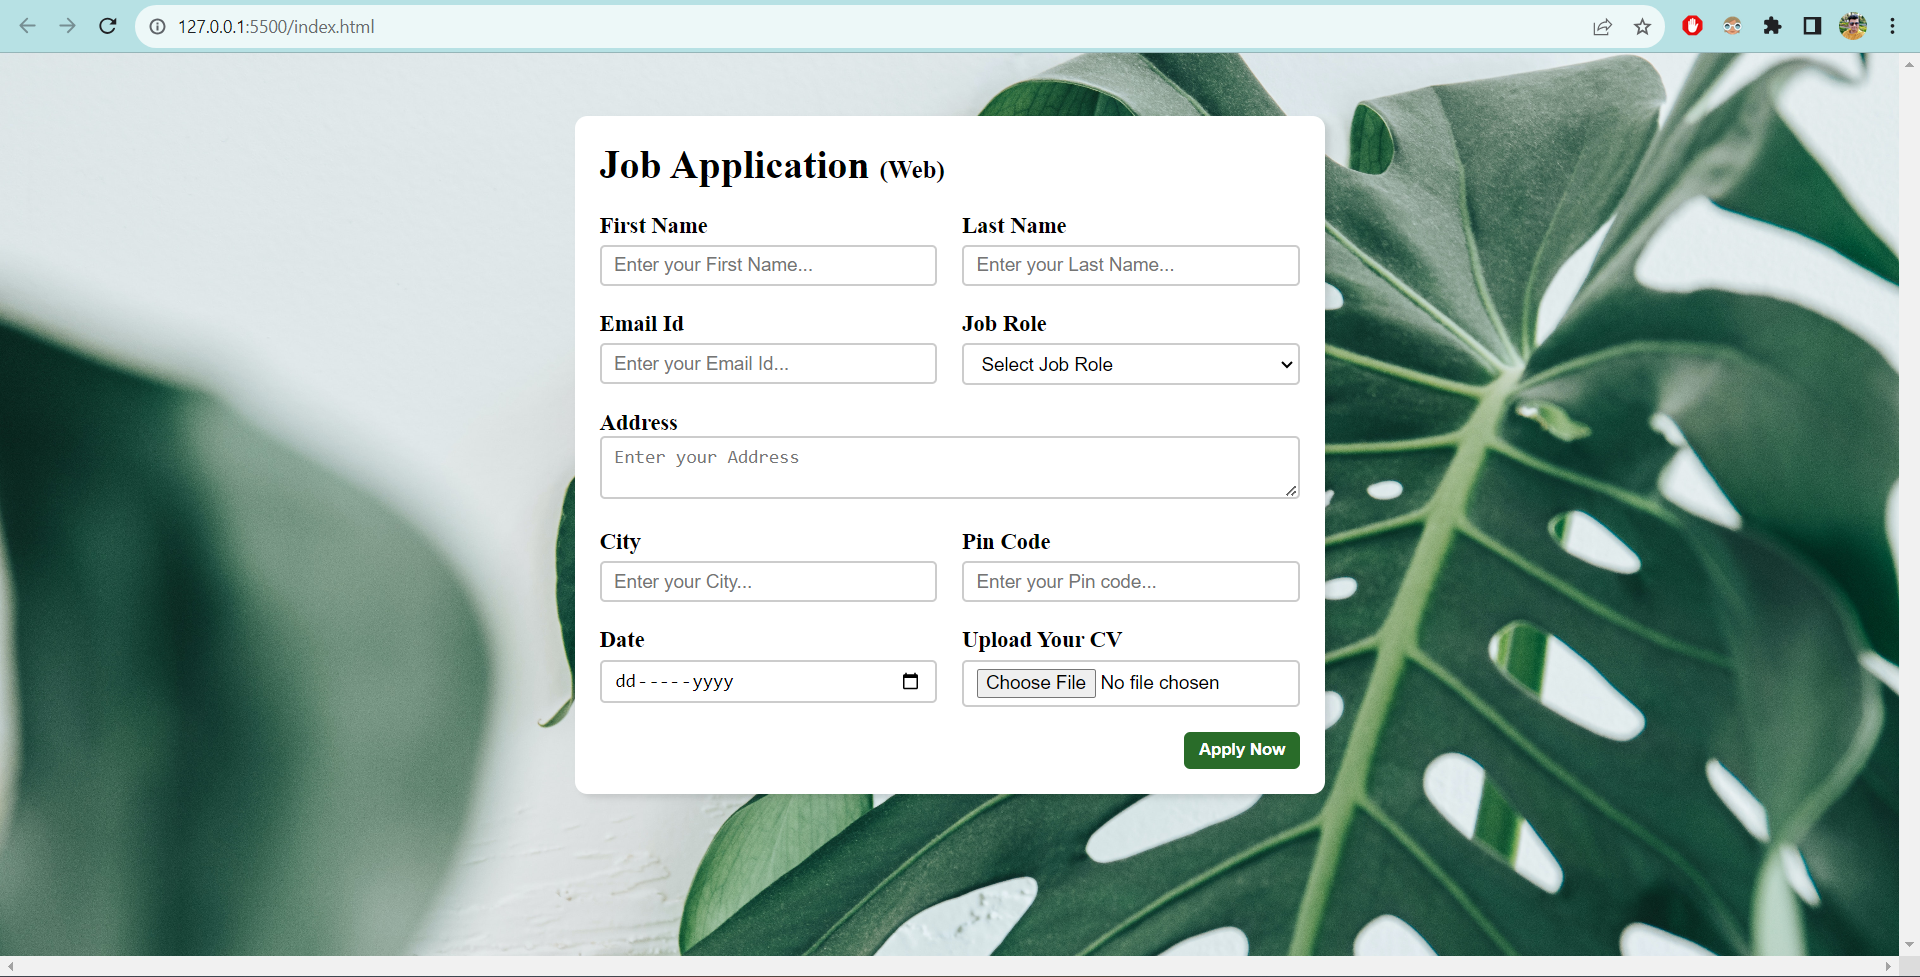 127.0.0.1:5500/index.html
Job Application (Web)
First Name Last Name
Enter your First Name... Enter your Last Name...
Email Id Job Role
Enter your Email Id... Select Job Role
Address
Enter your Address
City Pin Code
Enter your City... Enter your Pin code...
Date Upload Your CV
dd-----yyyy Choose File No file chosen
Apply Now